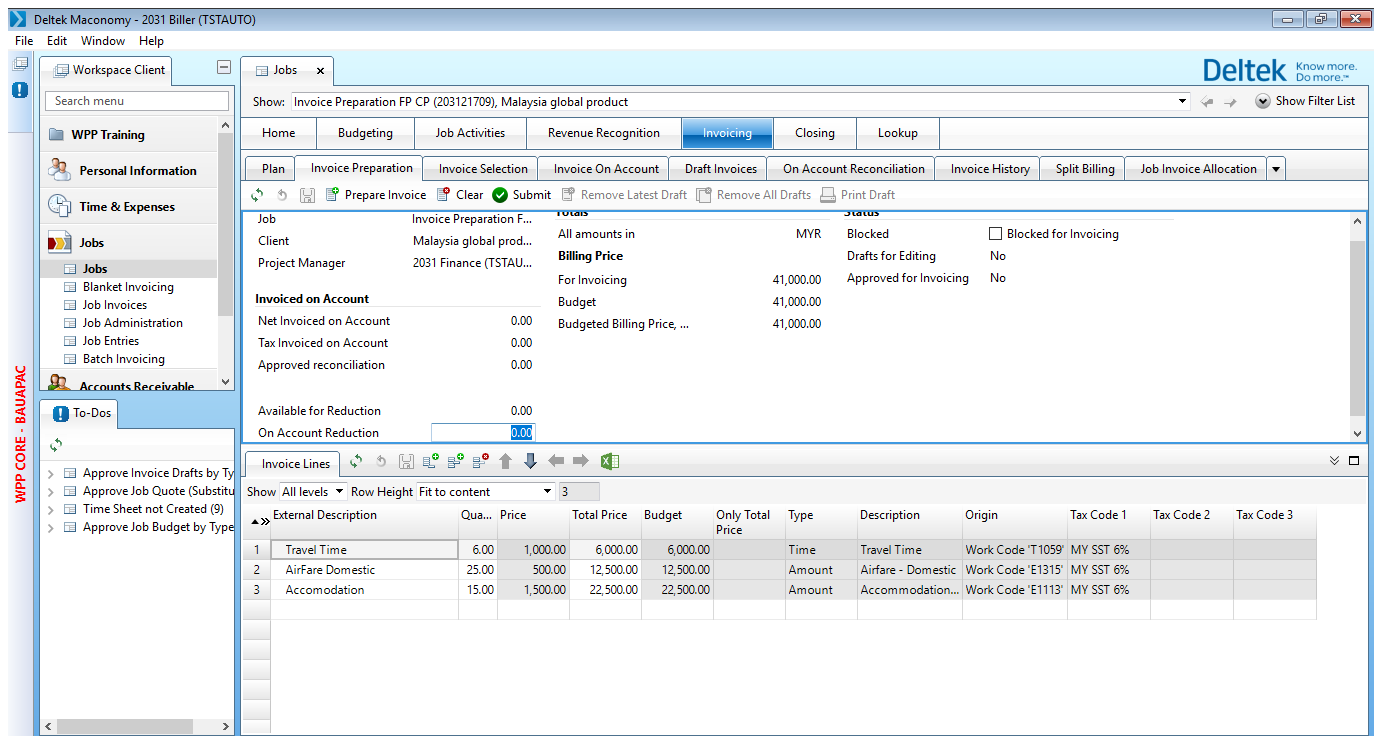 Deltek Maconomy - 2031 Biller (TSTAUTO)
File Edit Window Help
Workspace Client
Search menu
WPP Training
Personal Information
Time & Expenses
Jobs
Jobs
Blanket Invoicing
Job Invoices
Job Administration
Job Entries
Batch Invoicing
Accounts Receivable
WPP CORE - BAUAPAC
To-Dos
Approve Invoice Drafts by Ty
Approve Job Quote (Substitu
Time Sheet not Created (9)
Approve Job Budget by Type
Jobs
Deltek Know more. Do more.™
Show: Invoice Preparation FP CP (203121709), Malaysia global product
Show Filter List
Home Budgeting Job Activities Revenue Recognition Invoicing Closing Lookup
Plan Invoice Preparation Invoice Selection Invoice On Account Draft Invoices On Account Reconciliation Invoice History Split Billing Job Invoice Allocation
Prepare Invoice Clear Submit Remove Latest Draft Remove All Drafts Print Draft
Job Invoice Preparation F...
Client Malaysia global prod...
Project Manager 2031 Finance (TSTAU...
Invoiced on Account
Net Invoiced on Account 0.00
Tax Invoiced on Account 0.00
Approved reconciliation 0.00
Available for Reduction 0.00
On Account Reduction 0.00
Totals
All amounts in MYR
Billing Price
For Invoicing 41,000.00
Budget 41,000.00
Budgeted Billing Price, ... 41,000.00
Status
Blocked Blocked for Invoicing
Drafts for Editing No
Approved for Invoicing No
Invoice Lines
Show All levels Row Height Fit to content 3
External Description Qua... Price Total Price Budget Only Total Price Type Description Origin Tax Code 1 Tax Code 2 Tax Code 3
1 Travel Time 6.00 1,000.00 6,000.00 6,000.00 Time Travel Time Work Code 'T1059' MY SST 6%
2 AirFare Domestic 25.00 500.00 12,500.00 12,500.00 Amount Airfare - Domestic Work Code 'E1315' MY SST 6%
3 Accomodation 15.00 1,500.00 22,500.00 22,500.00 Amount Accommodation... Work Code 'E1113' MY SST 6%